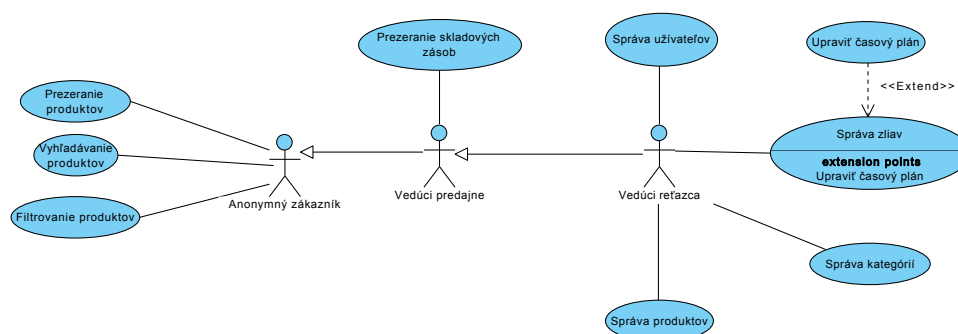 Prezeranie skladových
zásob
Správa užívateľov
Upraviť časový plán
<<Extend>>
Prezeranie
produktov
Vyhľadávanie
produktov
Filtrovanie produktov
Správa zliav
extension points
Upraviť časový plán
Anonymný zákazník
Vedúci predajne
Vedúci reťazca
Správa kategórií
Správa produktov